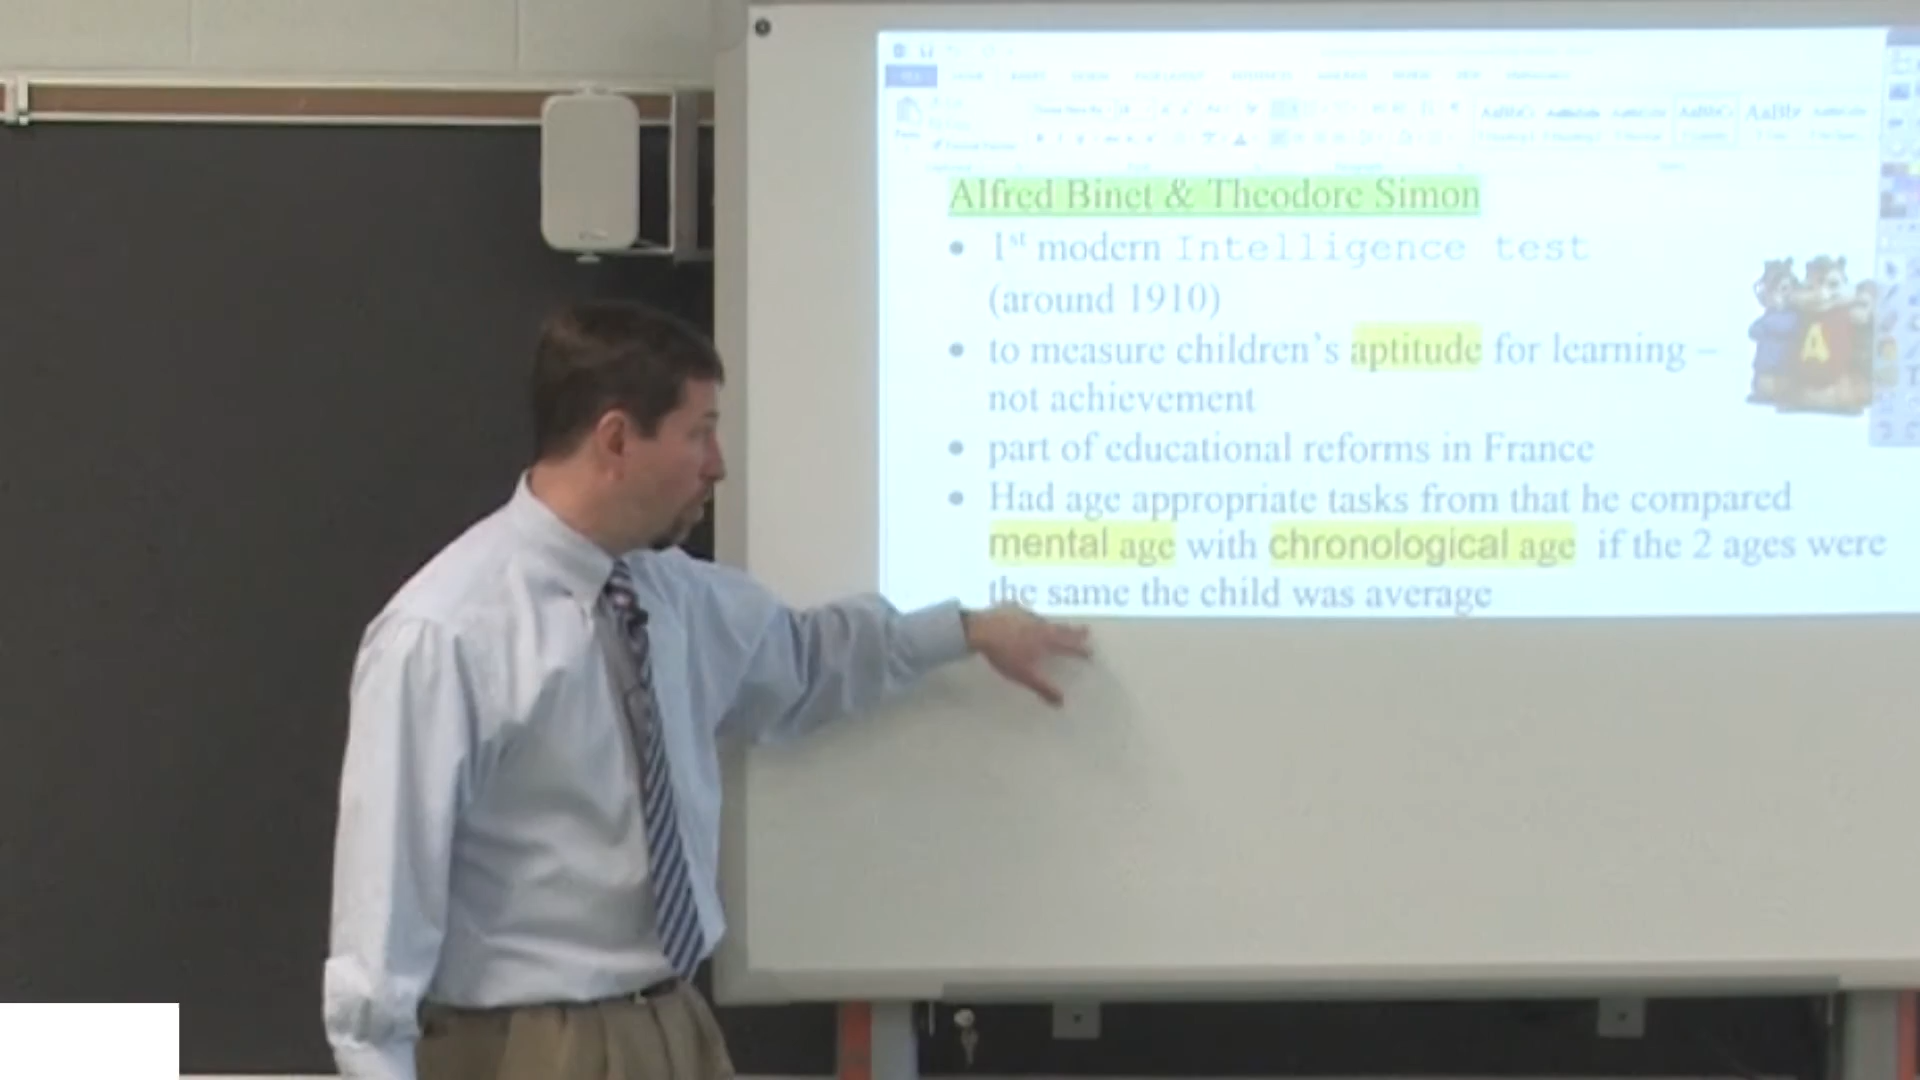 Alfred Binet & Theodore Simon
• 1st modern Intelligence test
(around 1910)
• to measure children's aptitude for learning –
not achievement
• part of educational reforms in France
• Had age appropriate tasks from that he compared
mental age with chronological age if the 2 ages were
the same the child was average
A